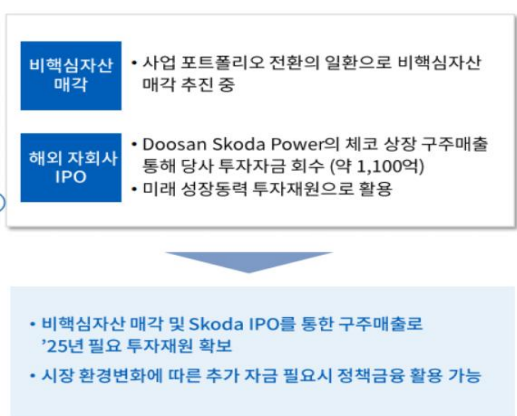 비핵심자산
매각
• 사업 포트폴리오 전환의 일환으로 비핵심자산
매각 추진 중
해외 자회사
IPO
• Doosan Skoda Power의 체코 상장 구주매출
통해 당사 투자자금 회수 (약 1,100억)
• 미래 성장동력 투자재원으로 활용
• 비핵심자산 매각 및 Skoda IPO를 통한 구주매출로
’25년 필요 투자재원 확보
• 시장 환경변화에 따른 추가 자금 필요시 정책금융 활용 가능